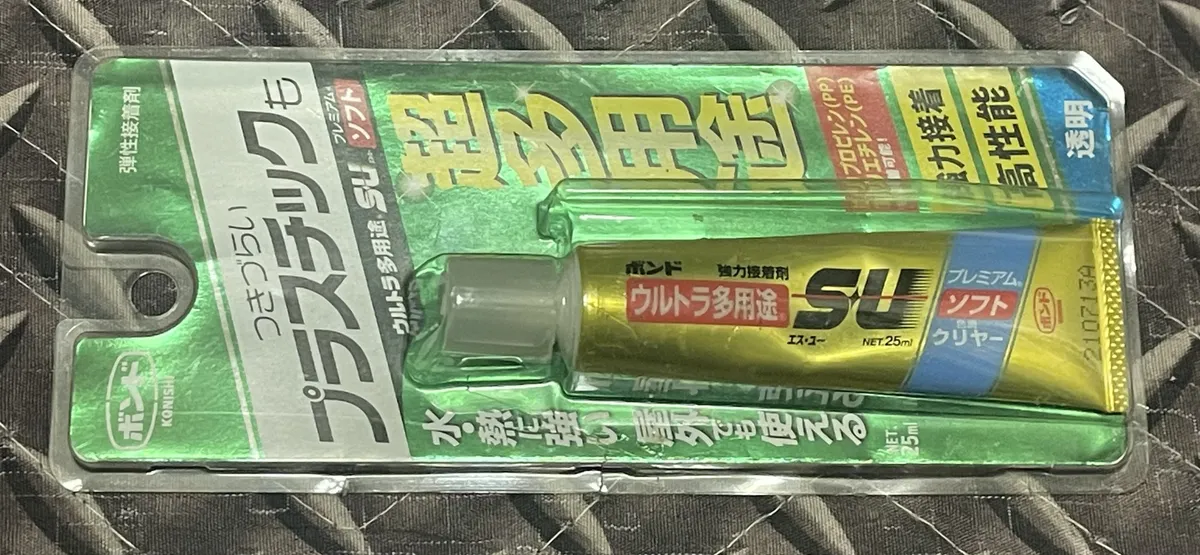 弾性接着剤
つきづらい
プラスチックも
プレミアム
ソフト
ウルトラ多用途 SU
超多用途
プロピレン(PP)
エチレン(PE)
可能!
力接着
高性能
透明
ボンド
強力接着剤
ウルトラ多用途
SU
エス・ユー
NET.25ml
プレミアム
ソフト
クリヤー
ボンド
210713A
ボンド
KONISHI
水・熱に強い 屋外でも使える
NET.
25ml